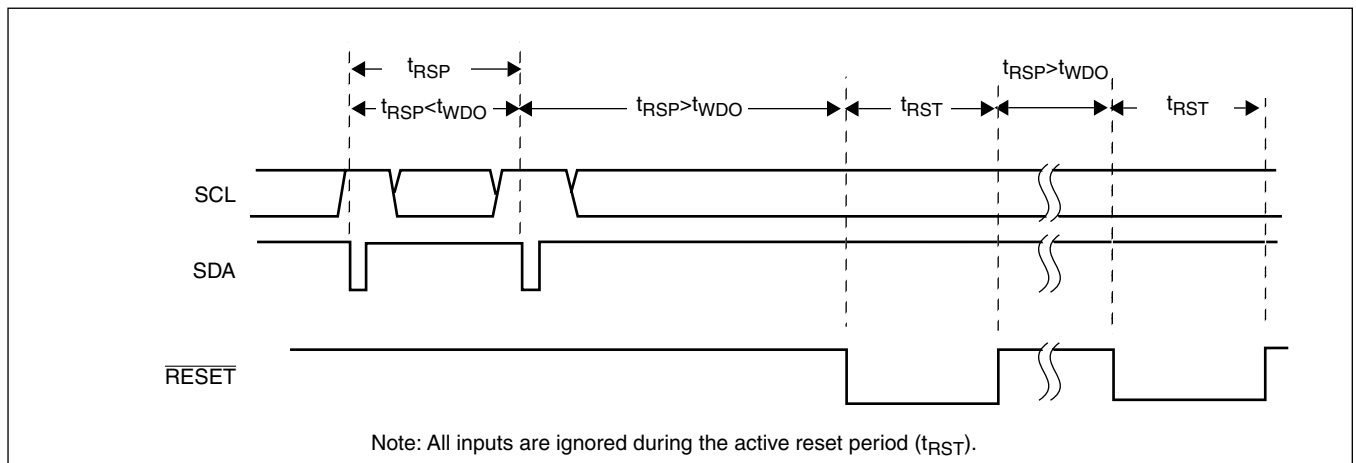 tRSP
tRSP<tWDO
tRSP>tWDO
tRST
tRSP>tWDO
tRST
SCL
SDA
RESET
Note: All inputs are ignored during the active reset period (tRST).